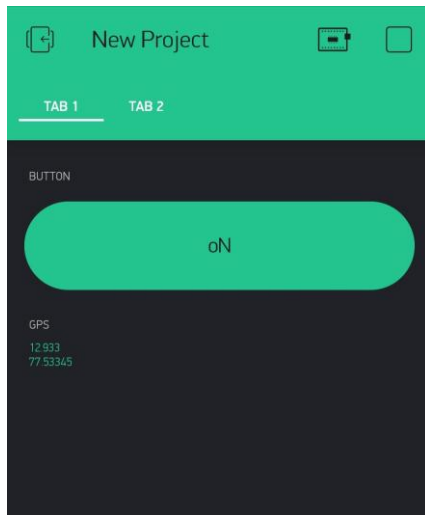 New Project
TAB 1 TAB 2
BUTTON
oN
GPS
12.933
77.53345